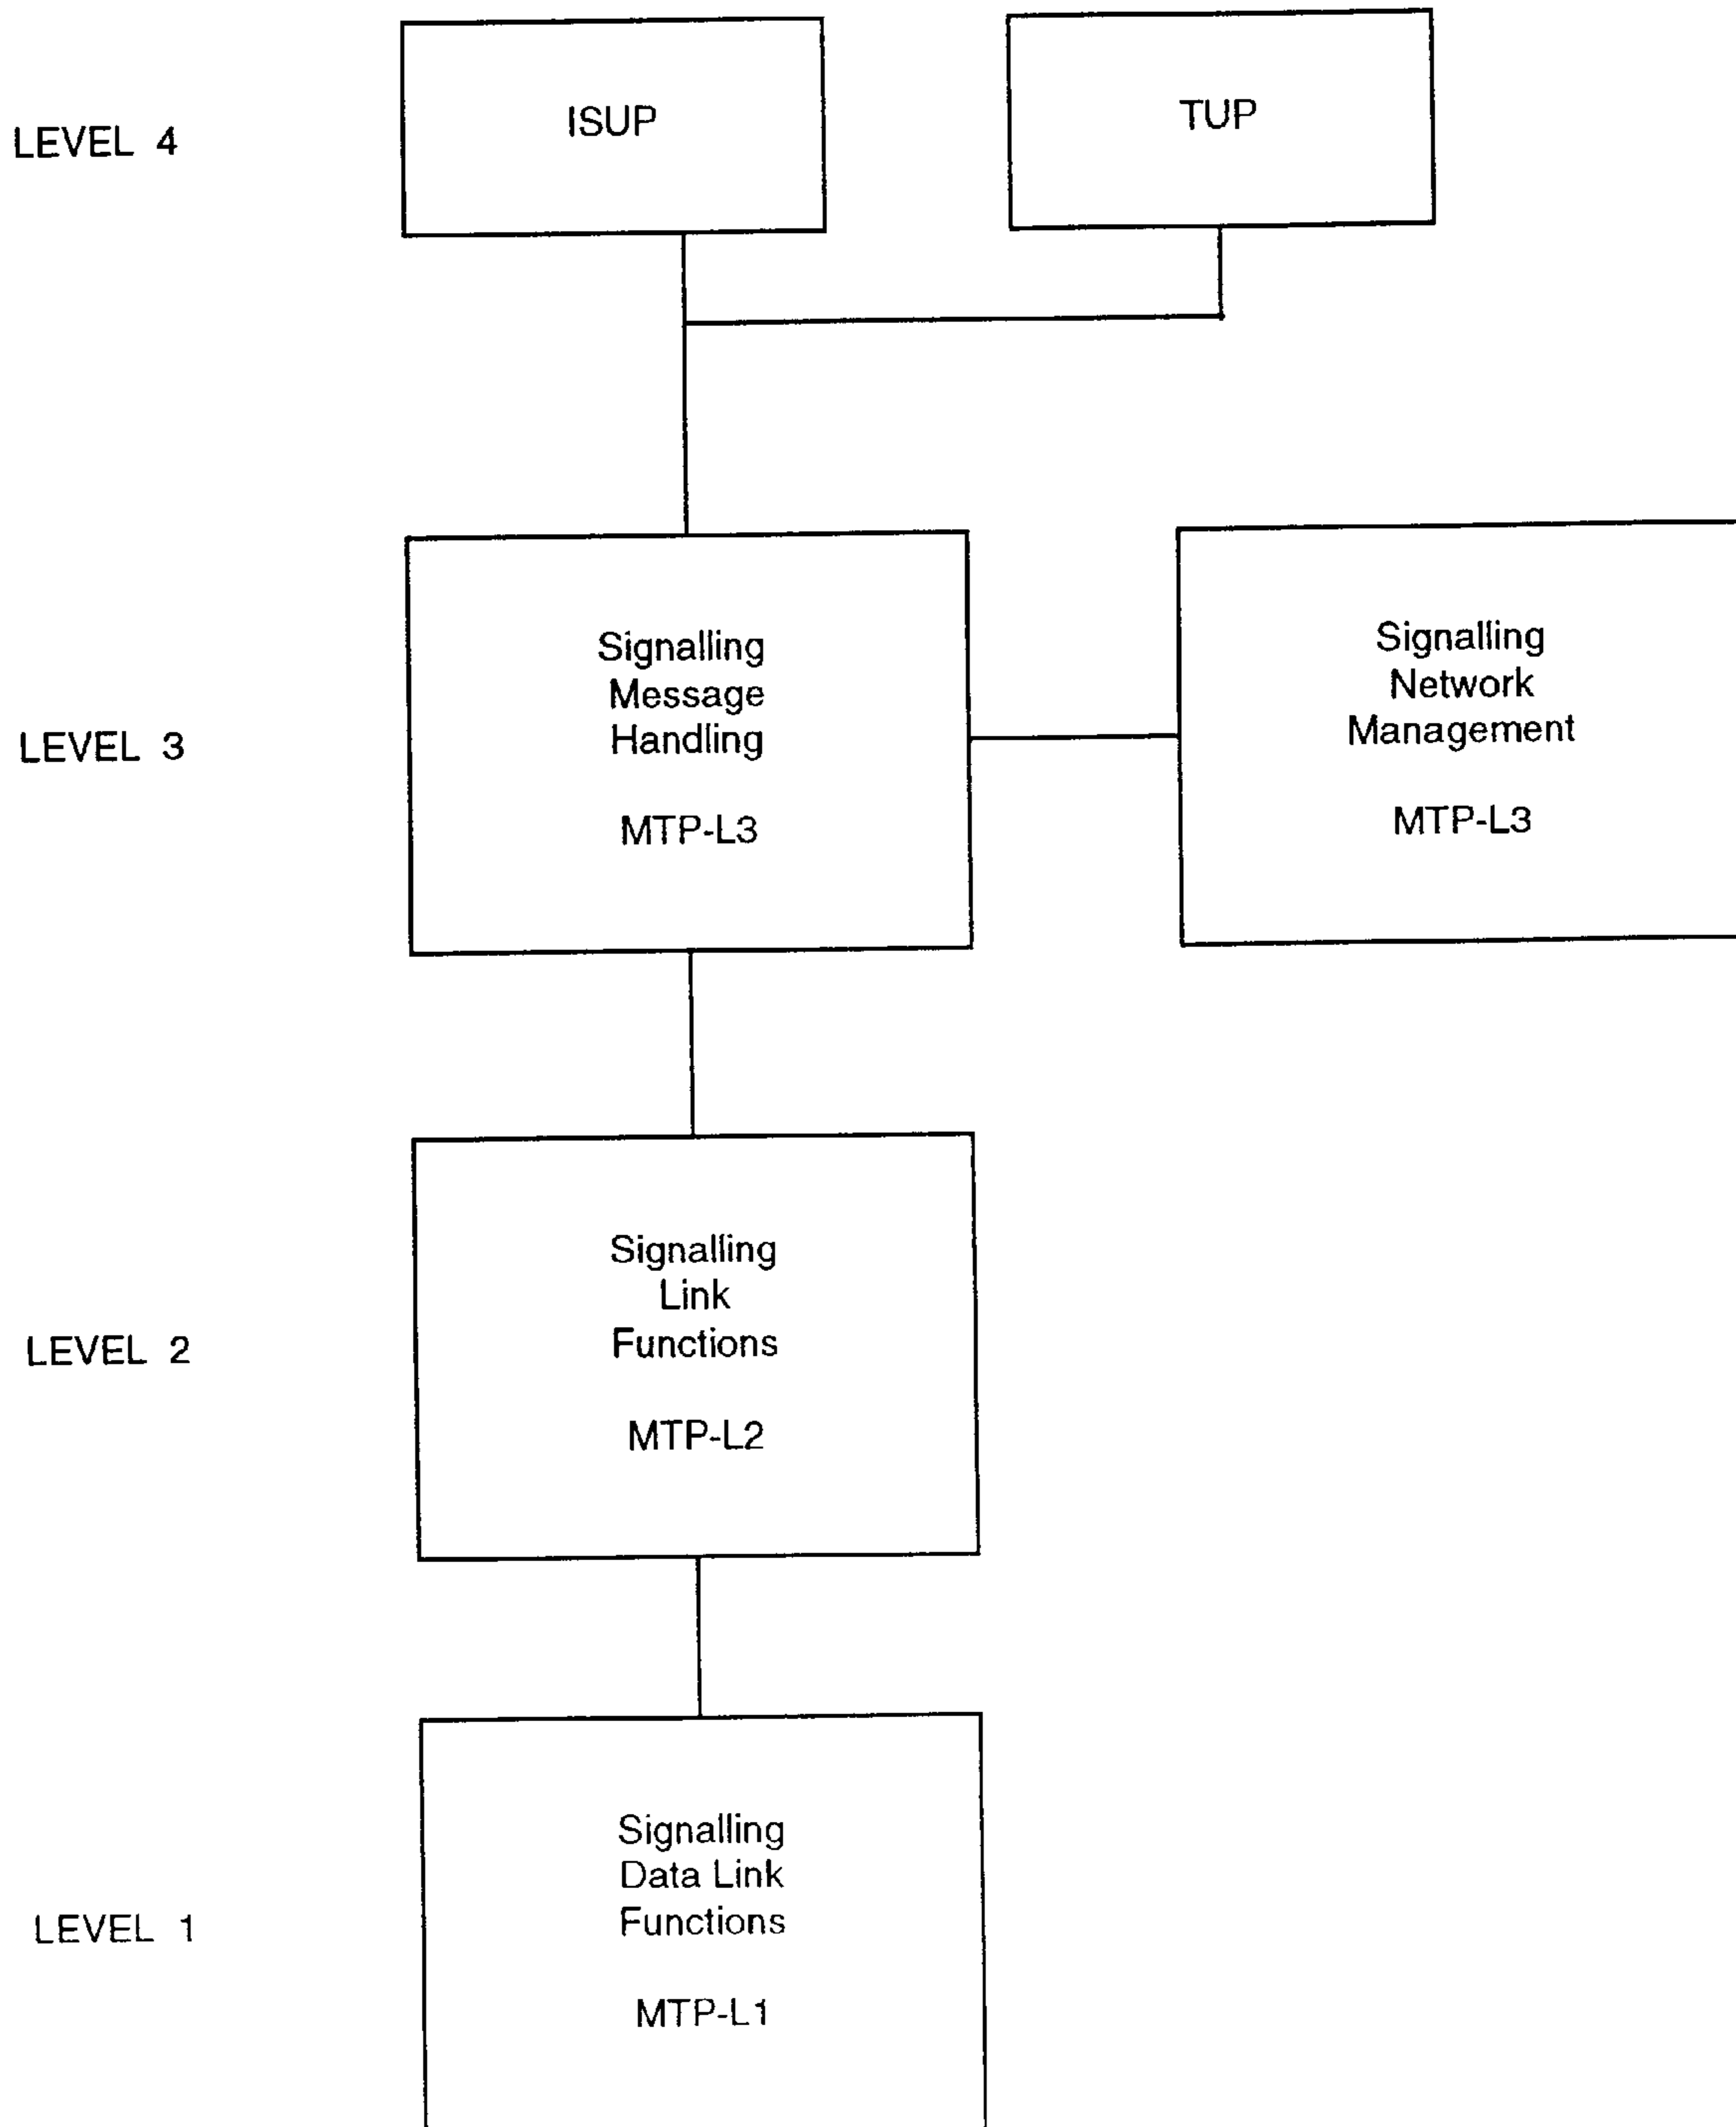 LEVEL 4
ISUP
TUP
LEVEL 3
Signalling
Message
Handling
MTP-L3
Signalling
Network
Management
MTP-L3
LEVEL 2
Signalling
Link
Functions
MTP-L2
LEVEL 1
Signalling
Data Link
Functions
MTP-L1